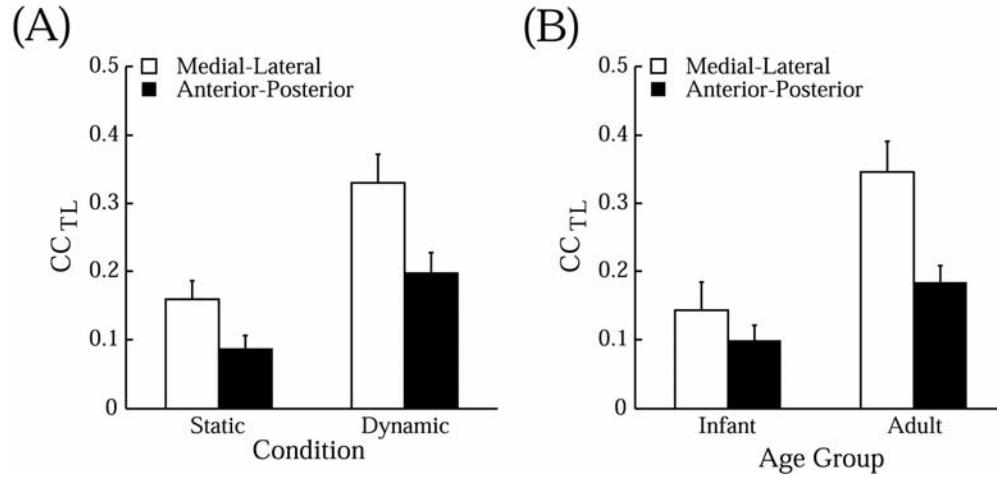 (A)
Medial-Lateral
Anterior-Posterior
0.5
0.4
0.3
0.2
0.1
0
CC TL
Static Dynamic
Condition
(B)
Medial-Lateral
Anterior-Posterior
0.5
0.4
0.3
0.2
0.1
0
CC TL
Infant Adult
Age Group